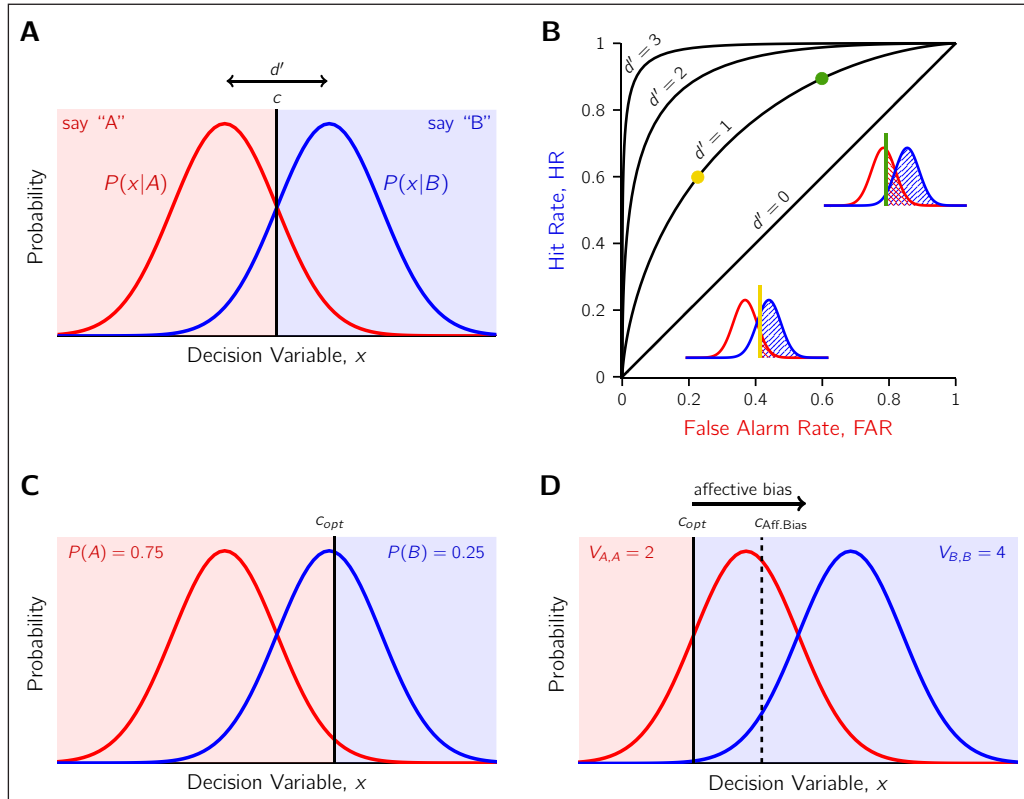 A
d′
c
say “A”
say “B”
P(x|A)
P(x|B)
Probability
Decision Variable, x
B
1
0.8
0.6
0.4
0.2
0
Hit Rate, HR
d′ = 3
d′ = 2
d′ = 1
d′ = 0
0
0.2
0.4
0.6
0.8
1
False Alarm Rate, FAR
C
c_opt
P(A) = 0.75
P(B) = 0.25
Probability
Decision Variable, x
D
affective bias
c_opt
c_Aff.Bias
V_A,A = 2
V_B,B = 4
Probability
Decision Variable, x